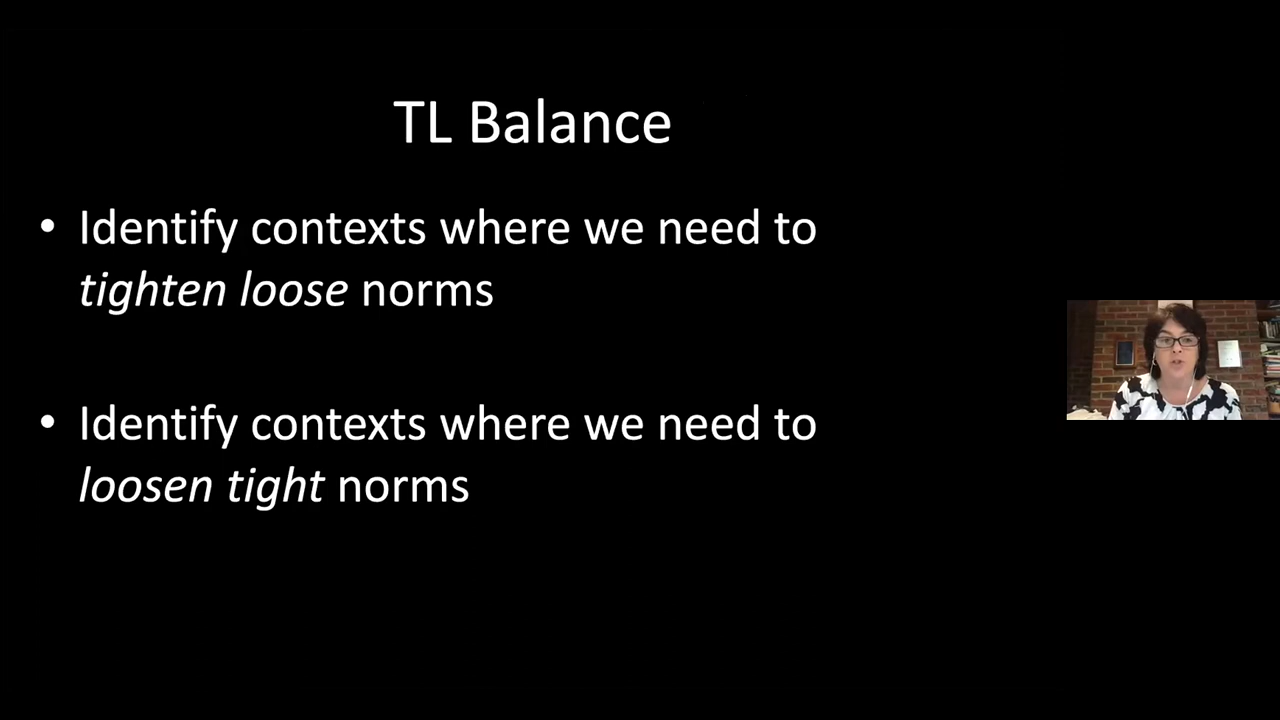 TL Balance
• Identify contexts where we need to
tighten loose norms
• Identify contexts where we need to
loosen tight norms